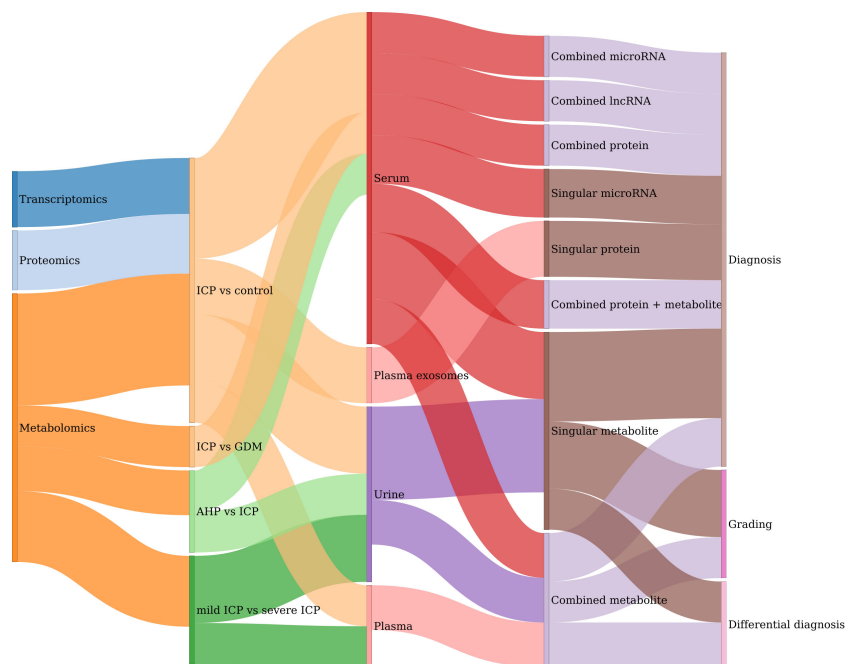 Transcriptomics
Proteomics
Metabolomics
ICP vs control
ICP vs GDM
AHP vs ICP
mild ICP vs severe ICP
Serum
Plasma exosomes
Urine
Plasma
Combined microRNA
Combined lncRNA
Combined protein
Singular microRNA
Singular protein
Combined protein + metabolite
Singular metabolite
Combined metabolite
Diagnosis
Grading
Differential diagnosis